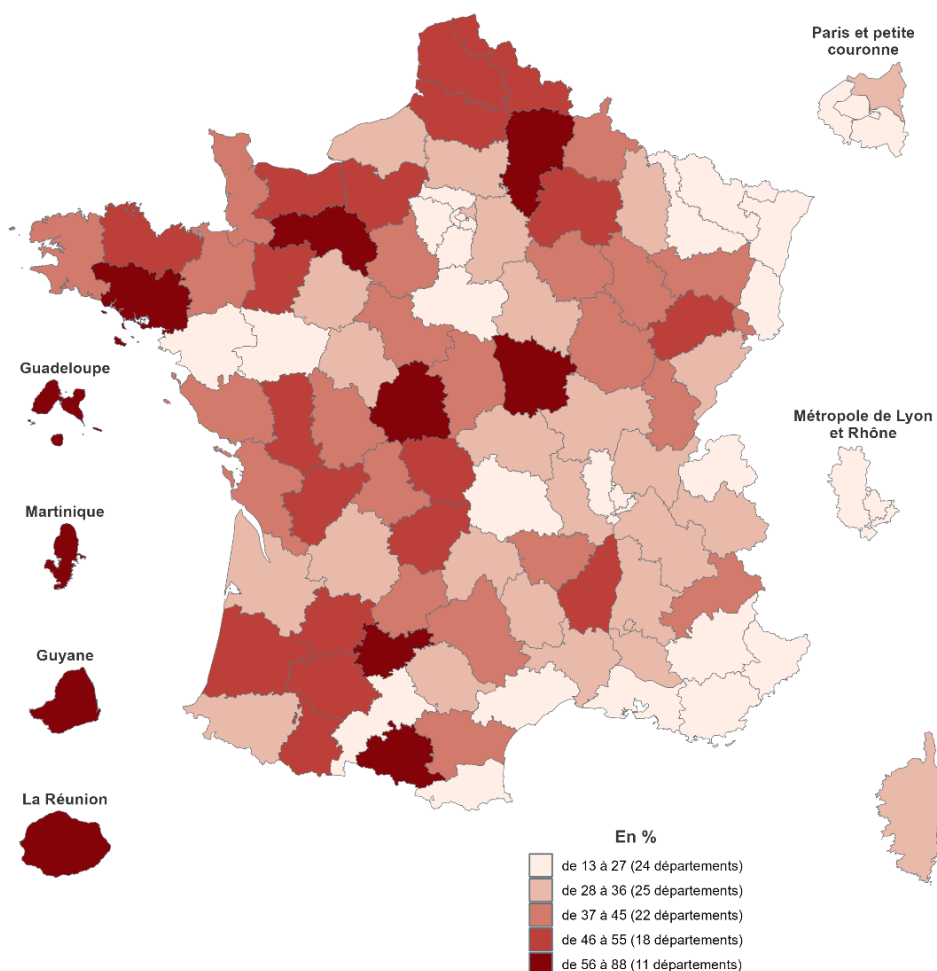 Paris et petite
couronne
Guadeloupe
Métropole de Lyon
et Rhône
Martinique
Guyane
La Réunion
En %
de 13 à 27 (24 départements)
de 28 à 36 (25 départements)
de 37 à 45 (22 départements)
de 46 à 55 (18 départements)
de 56 à 88 (11 départements)